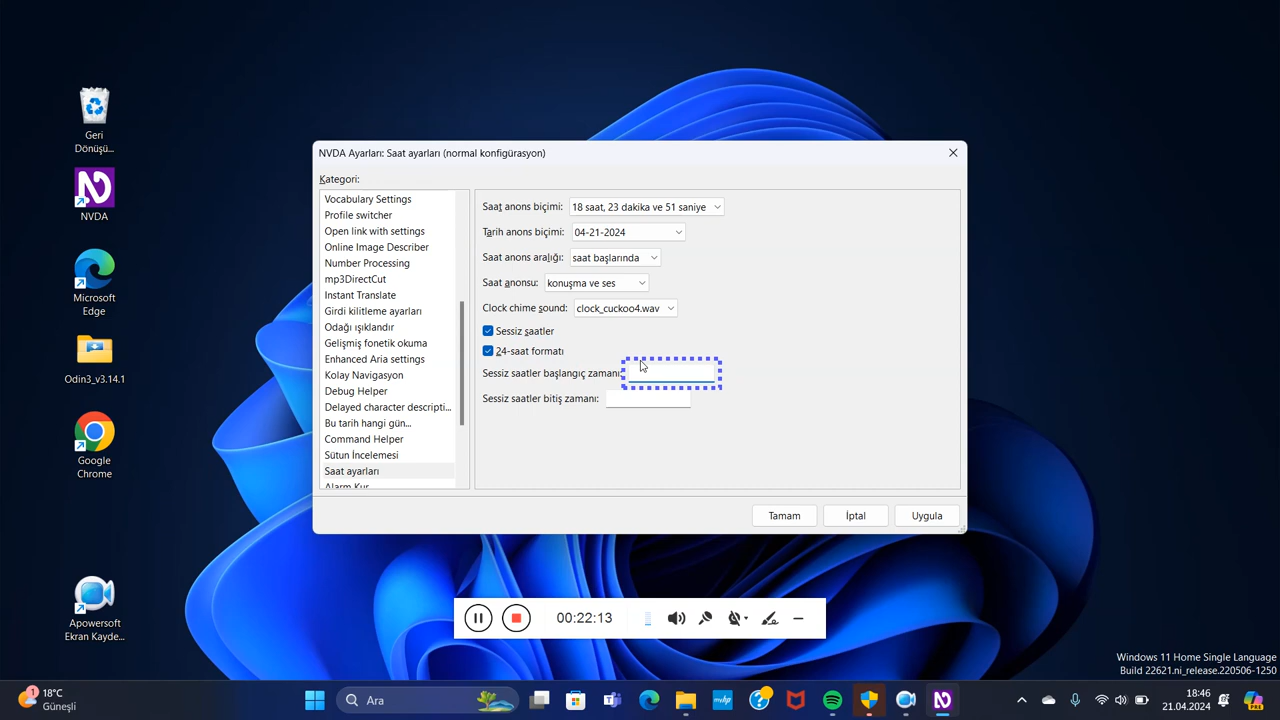 Geri
Dönüşü...
NVDA
Microsoft
Edge
Odin3_v3.14.1
Google
Chrome
Apowersoft
Ekran Kayde...
NVDA Ayarları: Saat ayarları (normal konfigürasyon)
Kategori:
Vocabulary Settings
Profile switcher
Open link with settings
Online Image Describer
Number Processing
mp3DirectCut
Instant Translate
Girdi kilitleme ayarları
Odağı ışıklandır
Gelişmiş fonetik okuma
Enhanced Aria settings
Kolay Navigasyon
Debug Helper
Delayed character descripti...
Bu tarih hangi gün...
Command Helper
Sütun İncelemesi
Saat ayarları
Alarm Kur
Saat anons biçimi: 18 saat, 23 dakika ve 51 saniye
Tarih anons biçimi: 04-21-2024
Saat anons aralığı: saat başlarında
Saat anonsu: konuşma ve ses
Clock chime sound: clock_cuckoo4.wav
Sessiz saatler
24-saat formatı
Sessiz saatler başlangıç zamanı:
Sessiz saatler bitiş zamanı:
Tamam İptal Uygula
00:22:13
Windows 11 Home Single Language
Build 22621.ni_release.220506-1250
1
18°C
Güneşli
Ara
myhp
18:46
21.04.2024
PRE